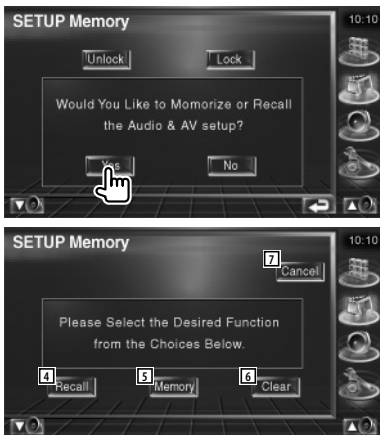 SETUP Memory
10:10
Unlock
Lock
Would You Like to Momorize or Recall
the Audio & AV setup?
Yes
No
SETUP Memory
10:10
7
Cancel
Please Select the Desired Function
from the Choices Below.
4
Recall
5
Memory
6
Clear